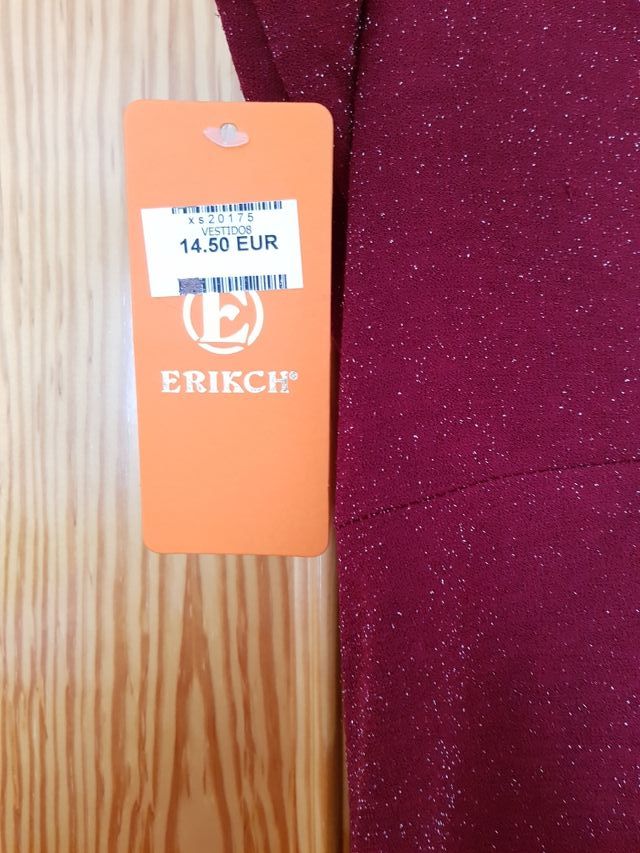 xs20175
VESTIDOS
14.50 EUR
E
ERIKCH®